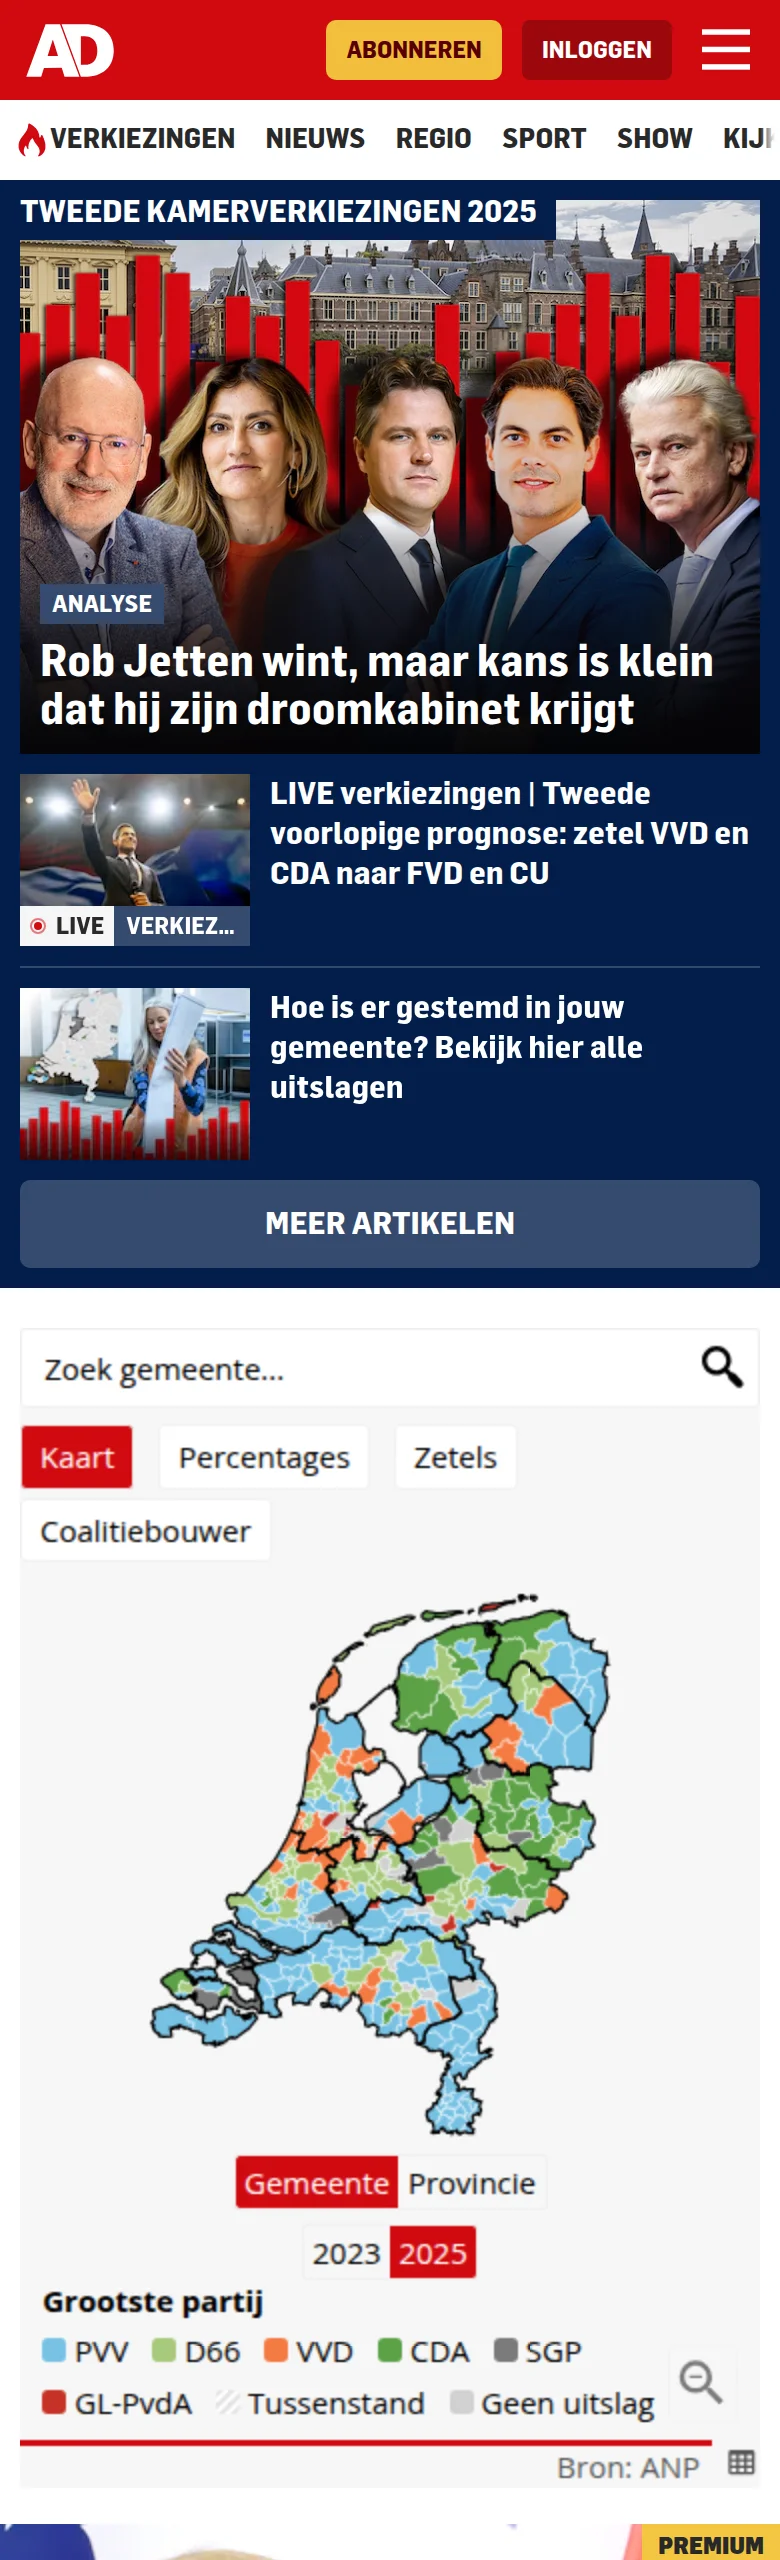 AD
ABONNEREN
INLOGGEN
VERKIEZINGEN NIEUWS REGIO SPORT SHOW
TWEEDE KAMERVERKIEZINGEN 2025
ANALYSE
Rob Jetten wint, maar kans is klein
dat hij zijn droomkabinet krijgt
LIVE verkiezingen | Tweede
voorlopige prognose: zetel VVD en
CDA naar FVD en CU
LIVE VERKIEZ...
Hoe is er gestemd in jouw
gemeente? Bekijk hier alle
uitslagen
MEER ARTIKELEN
Zoek gemeente...
Kaart Percentages Zetels
Coalitiebouwer
Gemeente Provincie
2023 2025
Grootste partij
PVV D66 VVD CDA SGP
GL-PvdA Tussenstand Geen uitslag
Bron: ANP
PREMIUM